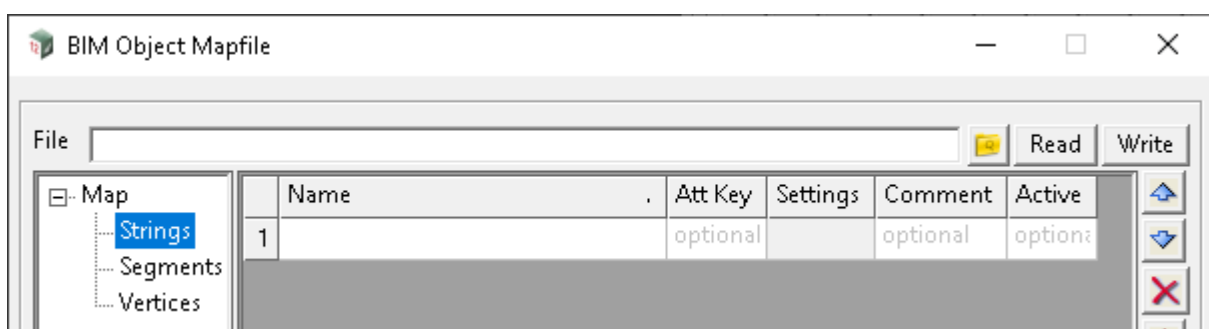 BIM Object Mapfile
File Read Write
Map
Strings
Segments
Vertices
Name Att Key Settings Comment Active
1 optional optional optiona